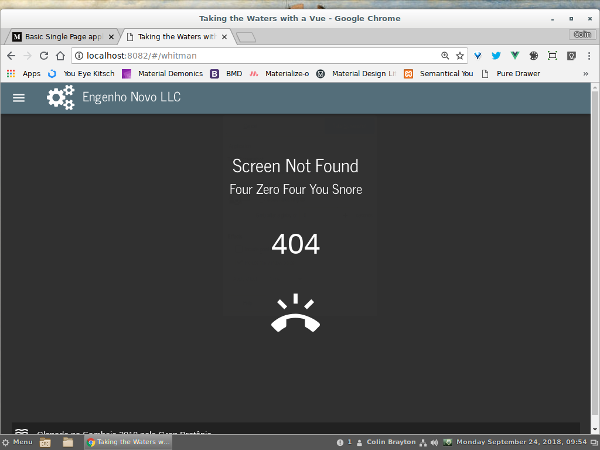 Taking the Waters with a Vue - Google Chrome
Basic Single Page app
Taking the Waters with
Colin
localhost:8082/#/whitman
Apps
You Eye Kitsch
Material Demonics
BMD
Materialize-o
Material Design Li
Semantical You
Pure Drawer
»
Engenho Novo LLC
Screen Not Found
Four Zero Four You Snore
404
Menu
Taking the Waters w...
1
Colin Brayton
Monday September 24, 2018, 09:54